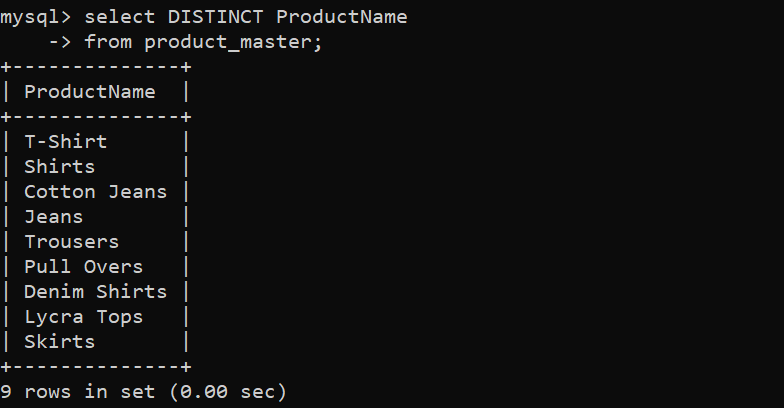 mysql> select DISTINCT ProductName
    -> from product_master;
+--------------+
| ProductName  |
+--------------+
| T-Shirt      |
| Shirts       |
| Cotton Jeans |
| Jeans        |
| Trousers     |
| Pull Overs   |
| Denim Shirts |
| Lycra Tops   |
| Skirts       |
+--------------+
9 rows in set (0.00 sec)